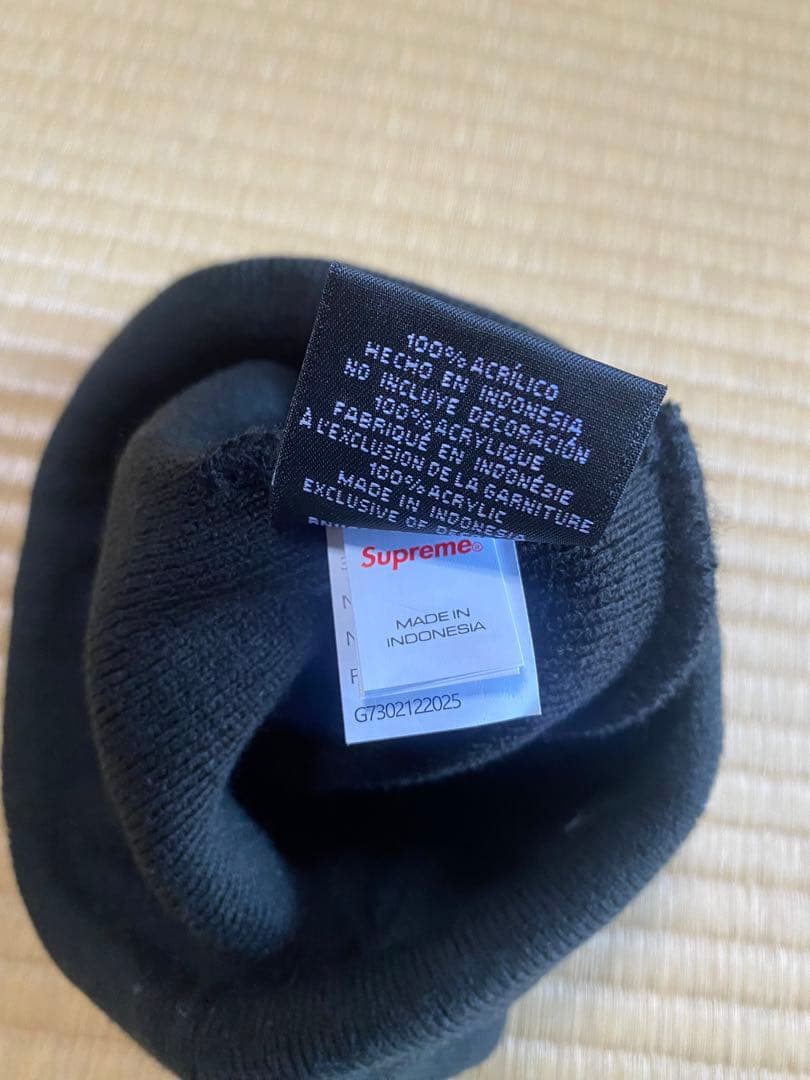 100% ACRÍLICO
HECHO EN INDONESIA
NO INCLUYE DECORACIÓN
100% ACRYLIQUE
FABRIQUÉ EN INDONÉSIE
À L'EXCLUSION DE LA GARNITURE
100% ACRYLIC
MADE IN INDONESIA
EXCLUSIVE OF
Supreme®
MADE IN
INDONESIA
G7302122025